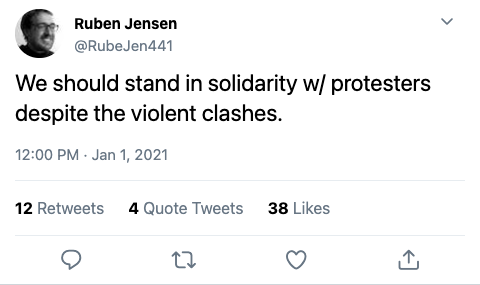 Ruben Jensen
@RubeJen441
We should stand in solidarity w/ protesters
despite the violent clashes.
12:00 PM · Jan 1, 2021
12 Retweets 4 Quote Tweets 38 Likes